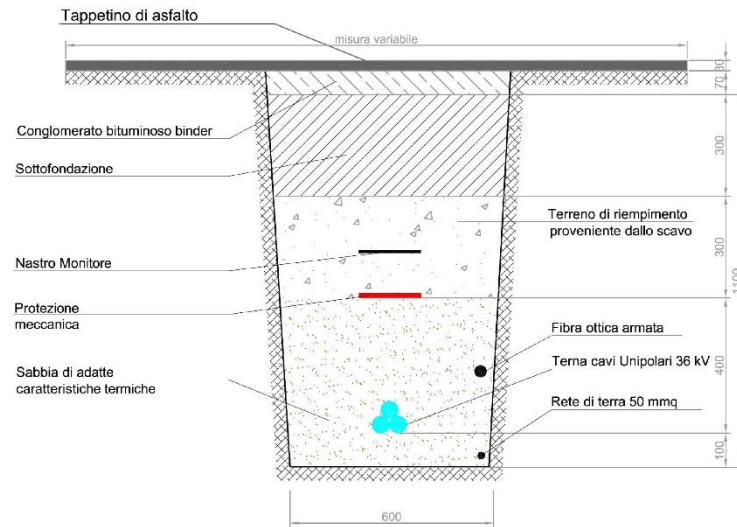 Tappetino di asfalto
misura variabile
30
70
Conglomerato bituminoso binder
Sottofondazione
300
Terreno di riempimento
proveniente dallo scavo
300
Nastro Monitore
1100
Protezione
meccanica
Fibra ottica armata
Sabbia di adatte
caratteristiche termiche
Terna cavi Unipolari 36 kV
400
Rete di terra 50 mmq
100
600